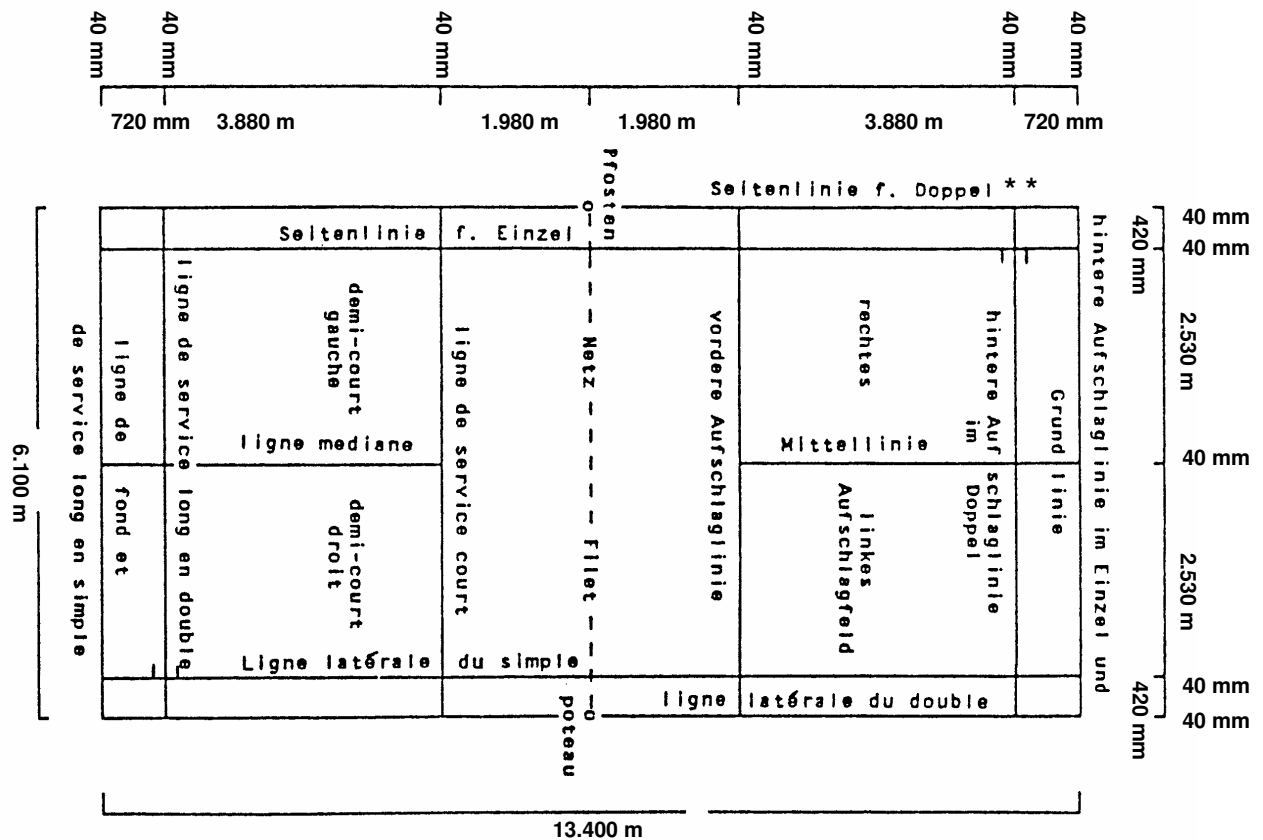 40 mm
40 mm
40 mm
40 mm
40 mm
40 mm
720 mm
3.880 m
1.980 m
1.980 m
3.880 m
720 mm
Pfosten
Seitenlinie f. Doppel **
Seitenlinie f. Einzel
40 mm
40 mm
420 mm
2.530 m
40 mm
2.530 m
40 mm
40 mm
420 mm
6.100 m
de service long en simple
ligne de fond et
ligne de service long en double
demi-court
gauche
ligne mediane
demi-court
droit
ligne de service court
Netz
Filet
vordere Aufschlaglinie
rechtes
Mittellinie
linkes
Aufschlagfeld
hintere Aufschlaglinie
im Doppel
Grundlinie
hintere Aufschlaglinie im Einzel und
Ligne latérale du simple
ligne latérale du double
poteau
13.400 m